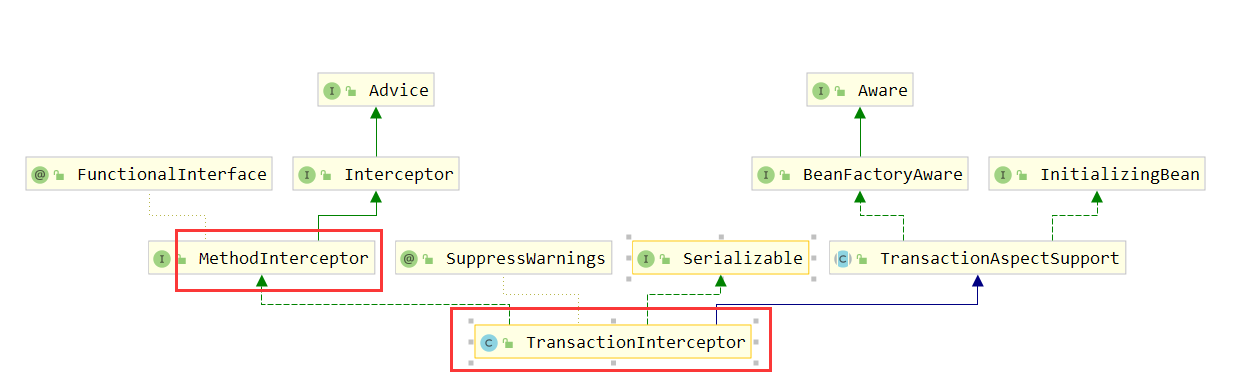 I Advice
I Aware
@ FunctionalInterface
I Interceptor
I BeanFactoryAware
I InitializingBean
I MethodInterceptor
@ SuppressWarnings
I Serializable
C TransactionAspectSupport
C TransactionInterceptor